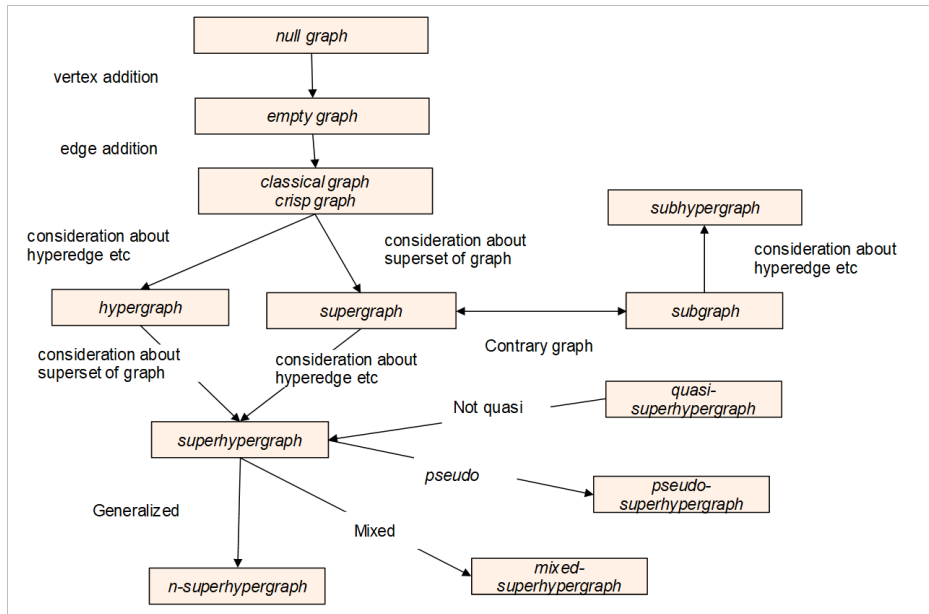 null graph
vertex addition
empty graph
edge addition
classical graph
crisp graph
subhypergraph
consideration about
hyperedge etc
consideration about
superset of graph
consideration about
hyperedge etc
hypergraph
supergraph
subgraph
Contrary graph
consideration about
superset of graph
consideration about
hyperedge etc
quasi-
superhypergraph
Not quasi
superhypergraph
pseudo
pseudo-
superhypergraph
Generalized
Mixed
n-superhypergraph
mixed-
superhypergraph